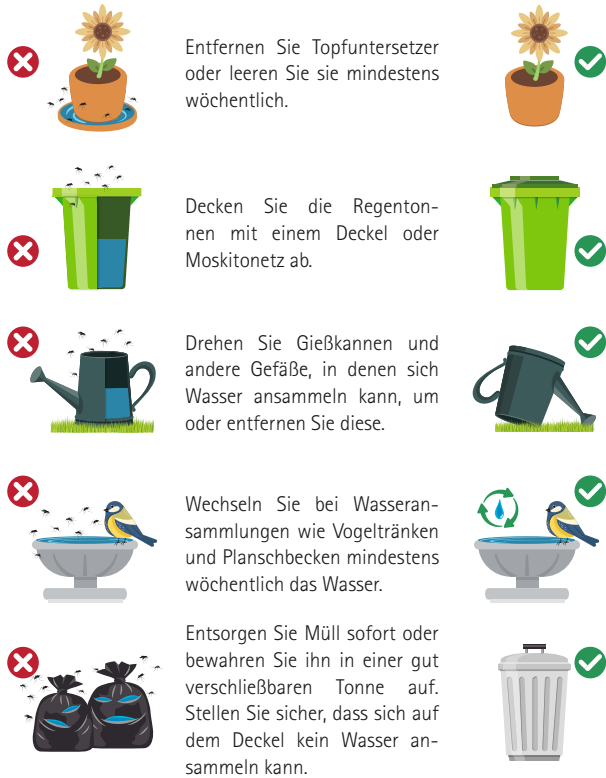 Entfernen Sie Topfuntersetzer
oder leeren Sie sie mindestens
wöchentlich.
Decken Sie die Regenton-
nen mit einem Deckel oder
Moskitonetz ab.
Drehen Sie Gießkannen und
andere Gefäße, in denen sich
Wasser ansammeln kann, um
oder entfernen Sie diese.
Wechseln Sie bei Wasseran-
sammlungen wie Vogeltränken
und Planschbecken mindestens
wöchentlich das Wasser.
Entsorgen Sie Müll sofort oder
bewahren Sie ihn in einer gut
verschließbaren Tonne auf.
Stellen Sie sicher, dass sich auf
dem Deckel kein Wasser an-
sammeln kann.